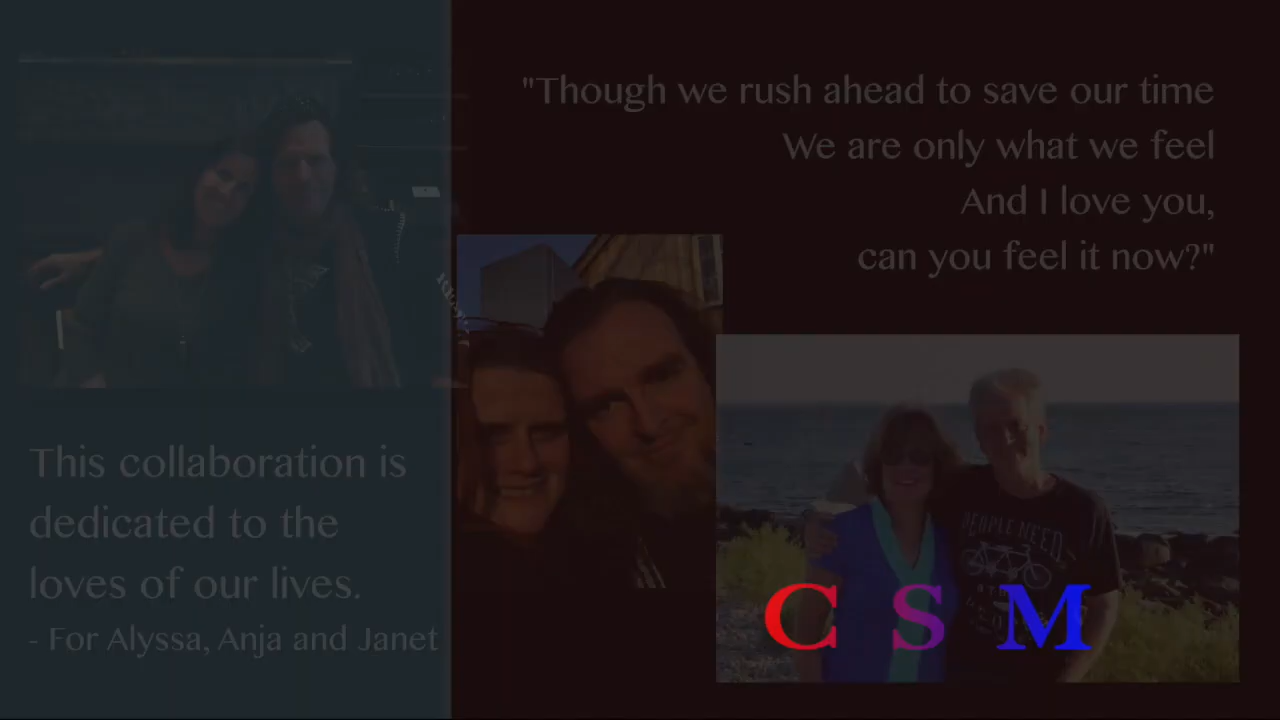 "Though we rush ahead to save our time
We are only what we feel
And I love you,
can you feel it now?"
This collaboration is
dedicated to the
loves of our lives.
- For Alyssa, Anja and Janet
PEOPLE NEED
C S M